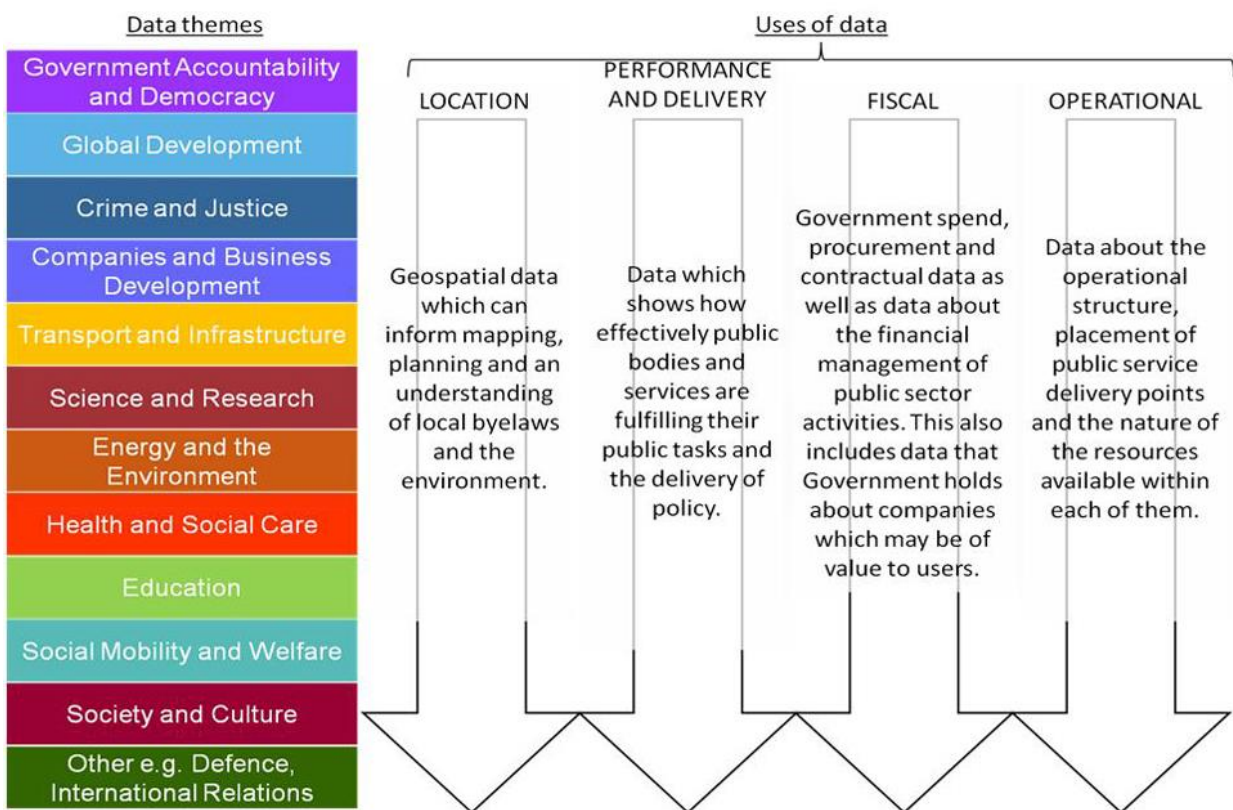 Data themes
Government Accountability
and Democracy
Global Development
Crime and Justice
Companies and Business
Development
Transport and Infrastructure
Science and Research
Energy and the
Environment
Health and Social Care
Education
Social Mobility and Welfare
Society and Culture
Other e.g. Defence,
International Relations
Uses of data
LOCATION
Geospatial data
which can
inform mapping,
planning and an
understanding
of local byelaws
and the
environment.
PERFORMANCE
AND DELIVERY
Data which
shows how
effectively public
bodies and
services are
fulfilling their
public tasks and
the delivery of
policy.
FISCAL
Government spend,
procurement and
contractual data as
well as data about
the financial
management of
public sector
activities. This also
includes data that
Government holds
about companies
which may be of
value to users.
OPERATIONAL
Data about the
operational
structure,
placement of
public service
delivery points
and the nature of
the resources
available within
each of them.